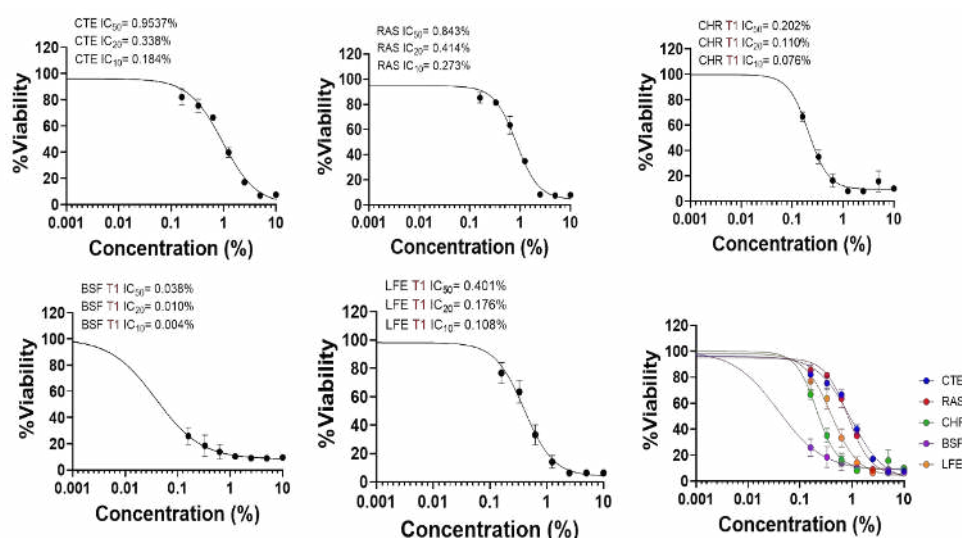 CTE IC50= 0.9537%
CTE IC20= 0.338%
CTE IC10= 0.184%
120
100
80
60
40
20
0
%Viability
0.001 0.01 0.1 1 10
Concentration (%)
RAS IC50= 0.843%
RAS IC20= 0.414%
RAS IC10= 0.273%
120
100
80
60
40
20
0
%Viability
0.001 0.01 0.1 1 10
Concentration (%)
CHR T1 IC50= 0.202%
CHR T1 IC20= 0.110%
CHR T1 IC10= 0.076%
120
100
80
60
40
20
0
%Viability
0.001 0.01 0.1 1 10
Concentration (%)
BSF T1 IC50= 0.038%
BSF T1 IC20= 0.010%
BSF T1 IC10= 0.004%
120
100
80
60
40
20
0
%Viability
0.001 0.01 0.1 1 10
Concentration (%)
LFE T1 IC50= 0.401%
LFE T1 IC20= 0.176%
LFE T1 IC10= 0.108%
120
100
80
60
40
20
0
%Viability
0.001 0.01 0.1 1 10
Concentration (%)
120
100
80
60
40
20
0
%Viability
0.001 0.01 0.1 1 10
Concentration (%)
CTE
RAS
CHR
BSF
LFE